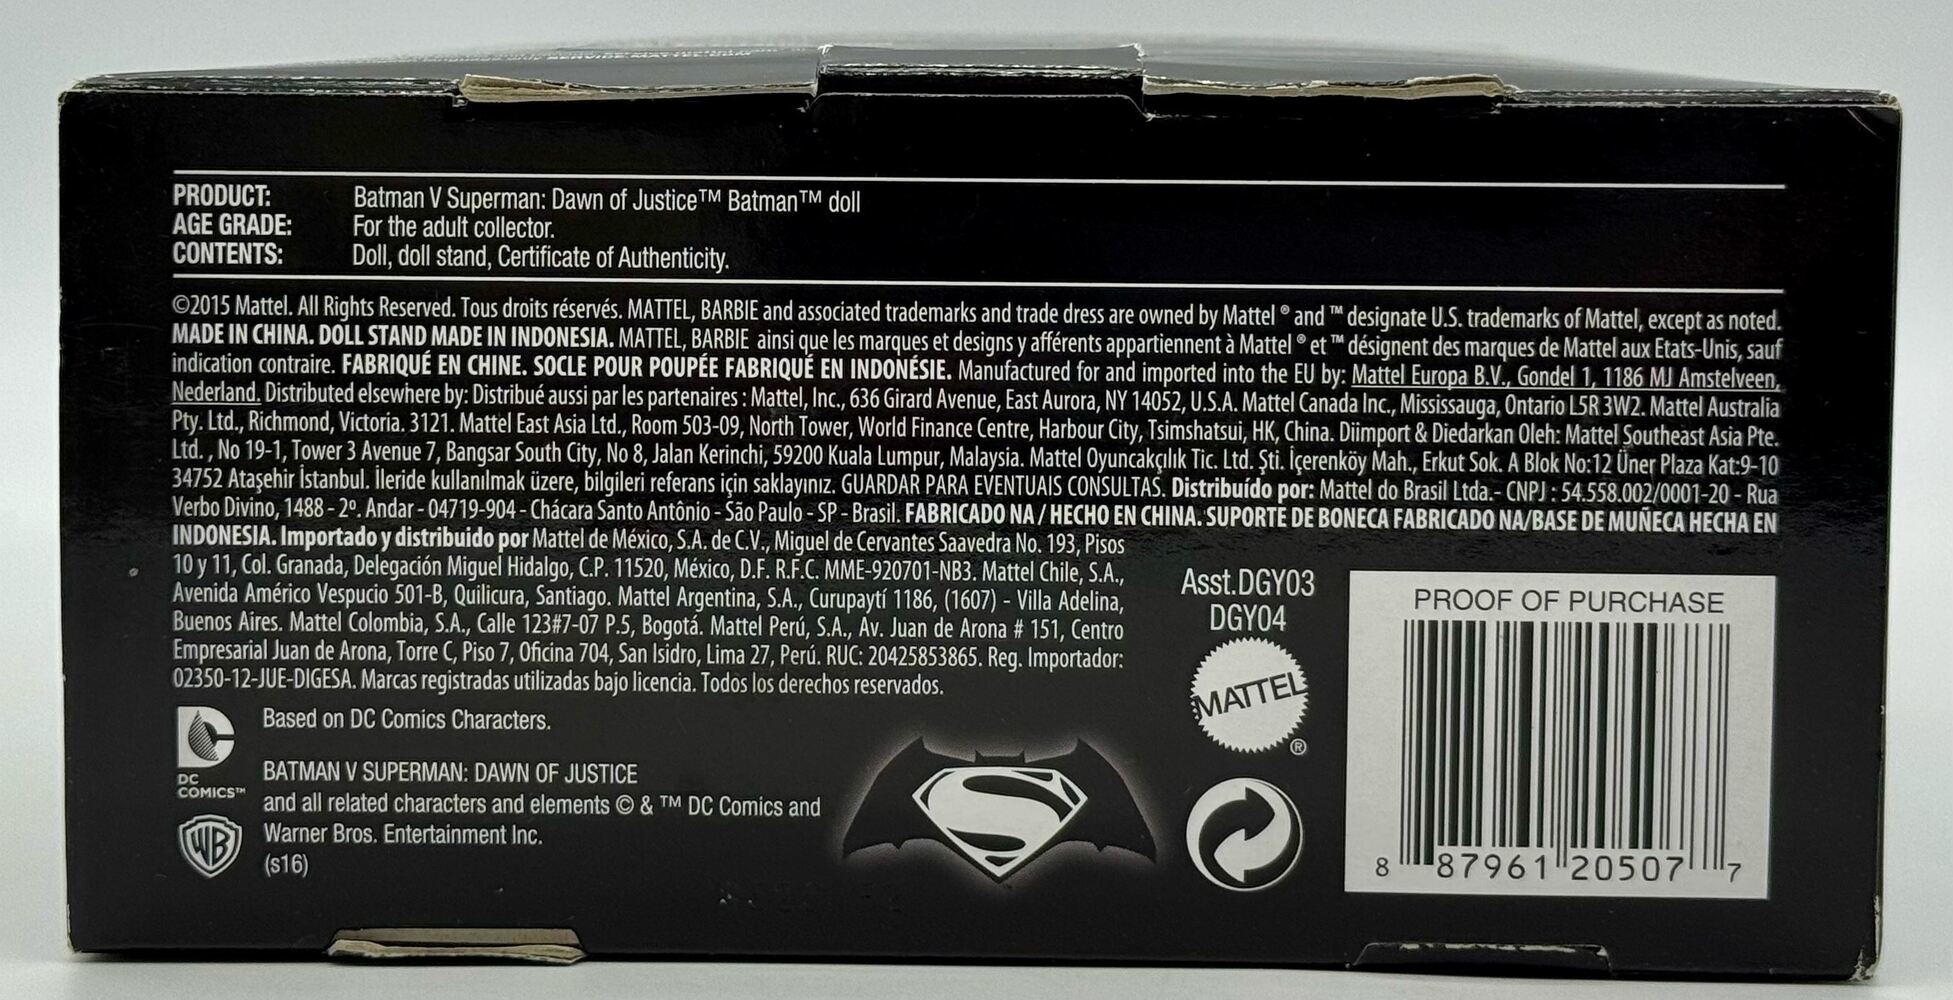 PRODUCT: Batman V Superman: Dawn of Justice™ Batman™ doll
AGE GRADE: For the adult collector.
CONTENTS: Doll, doll stand, Certificate of Authenticity.
©2015 Mattel. All Rights Reserved. Tous droits réservés. MATTEL, BARBIE and associated trademarks and trade dress are owned by Mattel ® and ™ designate U.S. trademarks of Mattel, except as noted.
MADE IN CHINA. DOLL STAND MADE IN INDONESIA. MATTEL, BARBIE ainsi que les marques et designs y afférents appartiennent à Mattel ® et ™ désignent des marques de Mattel aux Etats-Unis, sauf
indication contraire. FABRIQUÉ EN CHINE. SOCLE POUR POUPÉE FABRIQUÉ EN INDONÉSIE. Manufactured for and imported into the EU by: Mattel Europa B.V., Gondel 1, 1186 MJ Amstelveen,
Nederland. Distributed elsewhere by: Distribué aussi par les partenaires : Mattel, Inc., 636 Girard Avenue, East Aurora, NY 14052, U.S.A. Mattel Canada Inc., Mississauga, Ontario L5R 3W2. Mattel Australia
Pty. Ltd., Richmond, Victoria. 3121. Mattel East Asia Ltd., Room 503-09, North Tower, World Finance Centre, Harbour City, Tsimshatsui, HK, China. Diimport & Diedarkan Oleh: Mattel Southeast Asia Pte.
Ltd. , No 19-1, Tower 3 Avenue 7, Bangsar South City, No 8, Jalan Kerinchi, 59200 Kuala Lumpur, Malaysia. Mattel Oyuncakçılık Tic. Ltd. Şti. İçerenköy Mah., Erkut Sok. A Blok No:12 Üner Plaza Kat:9-10
34752 Ataşehir İstanbul. İleride kullanılmak üzere, bilgileri referans için saklayınız. GUARDAR PARA EVENTUAIS CONSULTAS. Distribuído por: Mattel do Brasil Ltda.- CNPJ : 54.558.002/0001-20 - Rua
Verbo Divino, 1488 - 2º. Andar - 04719-904 - Chácara Santo Antônio - São Paulo - SP - Brasil. FABRICADO NA / HECHO EN CHINA. SUPORTE DE BONECA FABRICADO NA/BASE DE MUÑECA HECHA EN
INDONESIA. Importado y distribuido por Mattel de México, S.A. de C.V., Miguel de Cervantes Saavedra No. 193, Pisos
10 y 11, Col. Granada, Delegación Miguel Hidalgo, C.P. 11520, México, D.F. R.F.C. MME-920701-NB3. Mattel Chile, S.A.,
Avenida Américo Vespucio 501-B, Quilicura, Santiago. Mattel Argentina, S.A., Curupaytí 1186, (1607) - Villa Adelina,
Buenos Aires. Mattel Colombia, S.A., Calle 123#7-07 P.5, Bogotá. Mattel Perú, S.A., Av. Juan de Arona # 151, Centro
Empresarial Juan de Arona, Torre C, Piso 7, Oficina 704, San Isidro, Lima 27, Perú. RUC: 20425853865. Reg. Importador:
02350-12-JUE-DIGESA. Marcas registradas utilizadas bajo licencia. Todos los derechos reservados.
DC
COMICS™
Based on DC Comics Characters.
BATMAN V SUPERMAN: DAWN OF JUSTICE
and all related characters and elements © & ™ DC Comics and
Warner Bros. Entertainment Inc.
(s16)
WB
S
Asst.DGY03
DGY04
MATTEL
®
PROOF OF PURCHASE
8 87961 20507 7